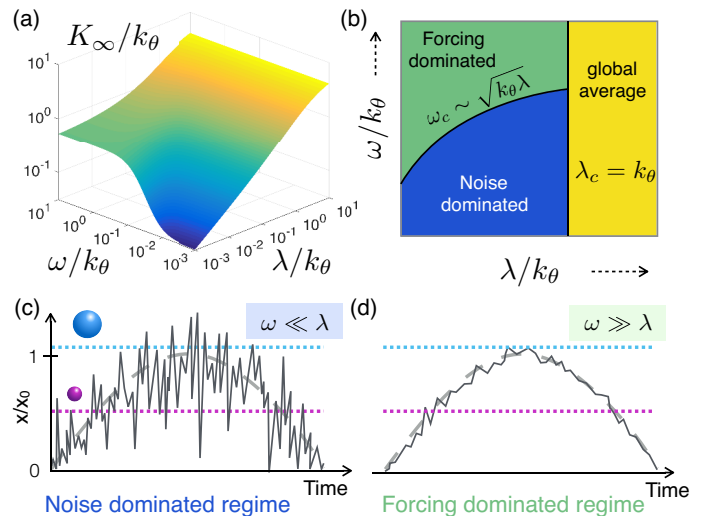 (a)
K∞/kθ
10¹
10⁰
10⁻¹
10¹
10⁰
10⁻¹
10⁻²
10⁻³
10⁻³
10⁻²
10⁻¹
10⁰
10¹
ω/kθ
λ/kθ
(b)
Forcing
dominated
ω_c ∼ √(kθλ)
global
average
Noise
dominated
λ_c = kθ
ω/kθ
λ/kθ
(c)
ω ≪ λ
1
x/x₀
0
Time
Noise dominated regime
(d)
ω ≫ λ
Time
Forcing dominated regime